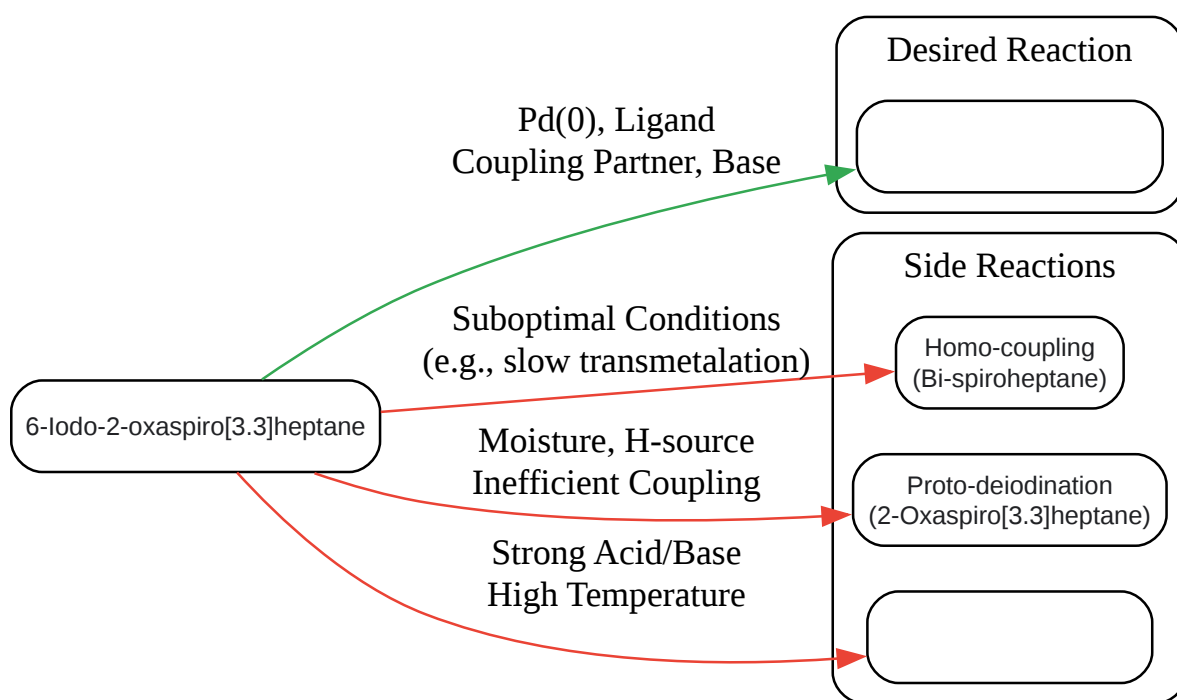 Desired Reaction
Pd(0), Ligand
Coupling Partner, Base
Side Reactions
Suboptimal Conditions
(e.g., slow transmetalation)
Homo-coupling
(Bi-spiroheptane)
6-Iodo-2-oxaspiro[3.3]heptane
Moisture, H-source
Inefficient Coupling
Proto-deiodination
(2-Oxaspiro[3.3]heptane)
Strong Acid/Base
High Temperature